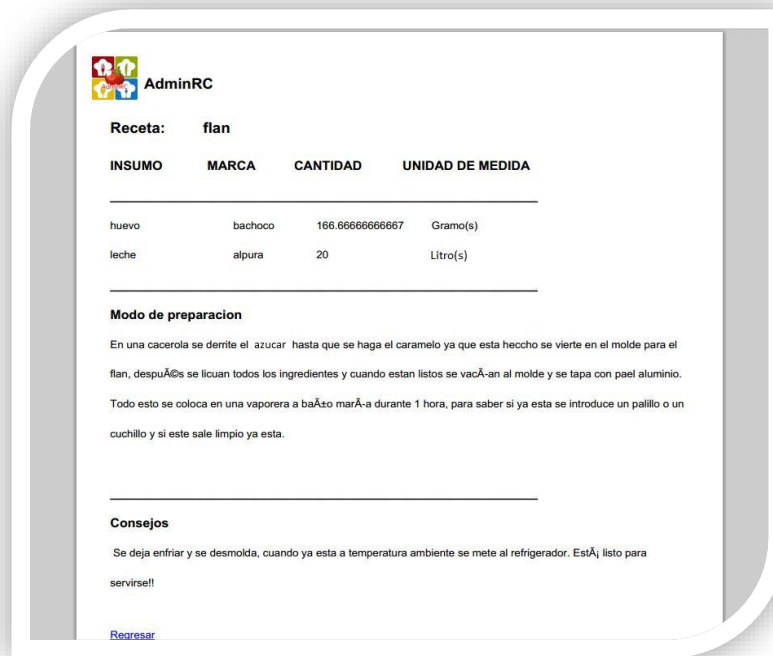 AdminRC
Receta: flan
INSUMO MARCA CANTIDAD UNIDAD DE MEDIDA
huevo bachoco 166.66666666667 Gramo(s)
leche alpura 20 Litro(s)
Modo de preparacion
En una cacerola se derrite el azucar hasta que se haga el caramelo ya que esta heccho se vierte en el molde para el
flan, despuÃ©s se licuan todos los ingredientes y cuando estan listos se vacÃ-an al molde y se tapa con pael aluminio.
Todo esto se coloca en una vaporera a baÃ±o marÃ-a durante 1 hora, para saber si ya esta se introduce un palillo o un
cuchillo y si este sale limpio ya esta.
Consejos
Se deja enfriar y se desmolda, cuando ya esta a temperatura ambiente se mete al refrigerador. EstÃ¡ listo para
servirse!!
Regresar